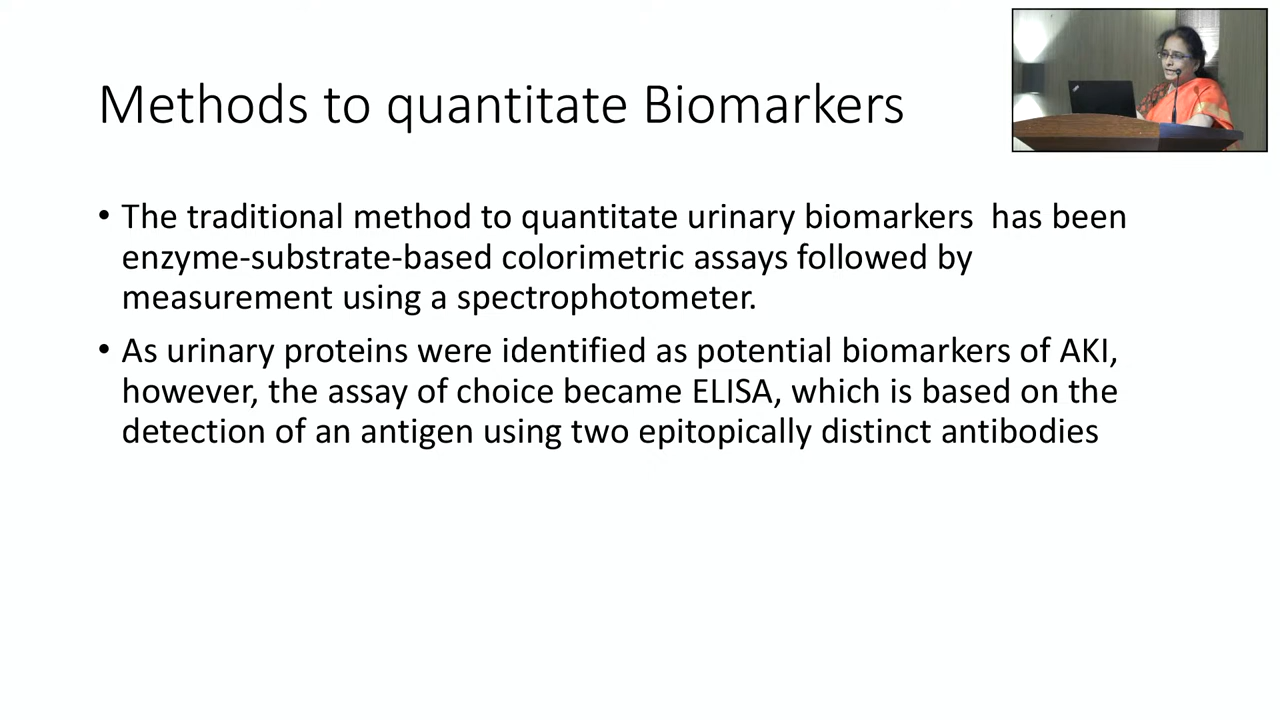 Methods to quantitate Biomarkers
• The traditional method to quantitate urinary biomarkers  has been
enzyme-substrate-based colorimetric assays followed by
measurement using a spectrophotometer.
• As urinary proteins were identified as potential biomarkers of AKI,
however, the assay of choice became ELISA, which is based on the
detection of an antigen using two epitopically distinct antibodies